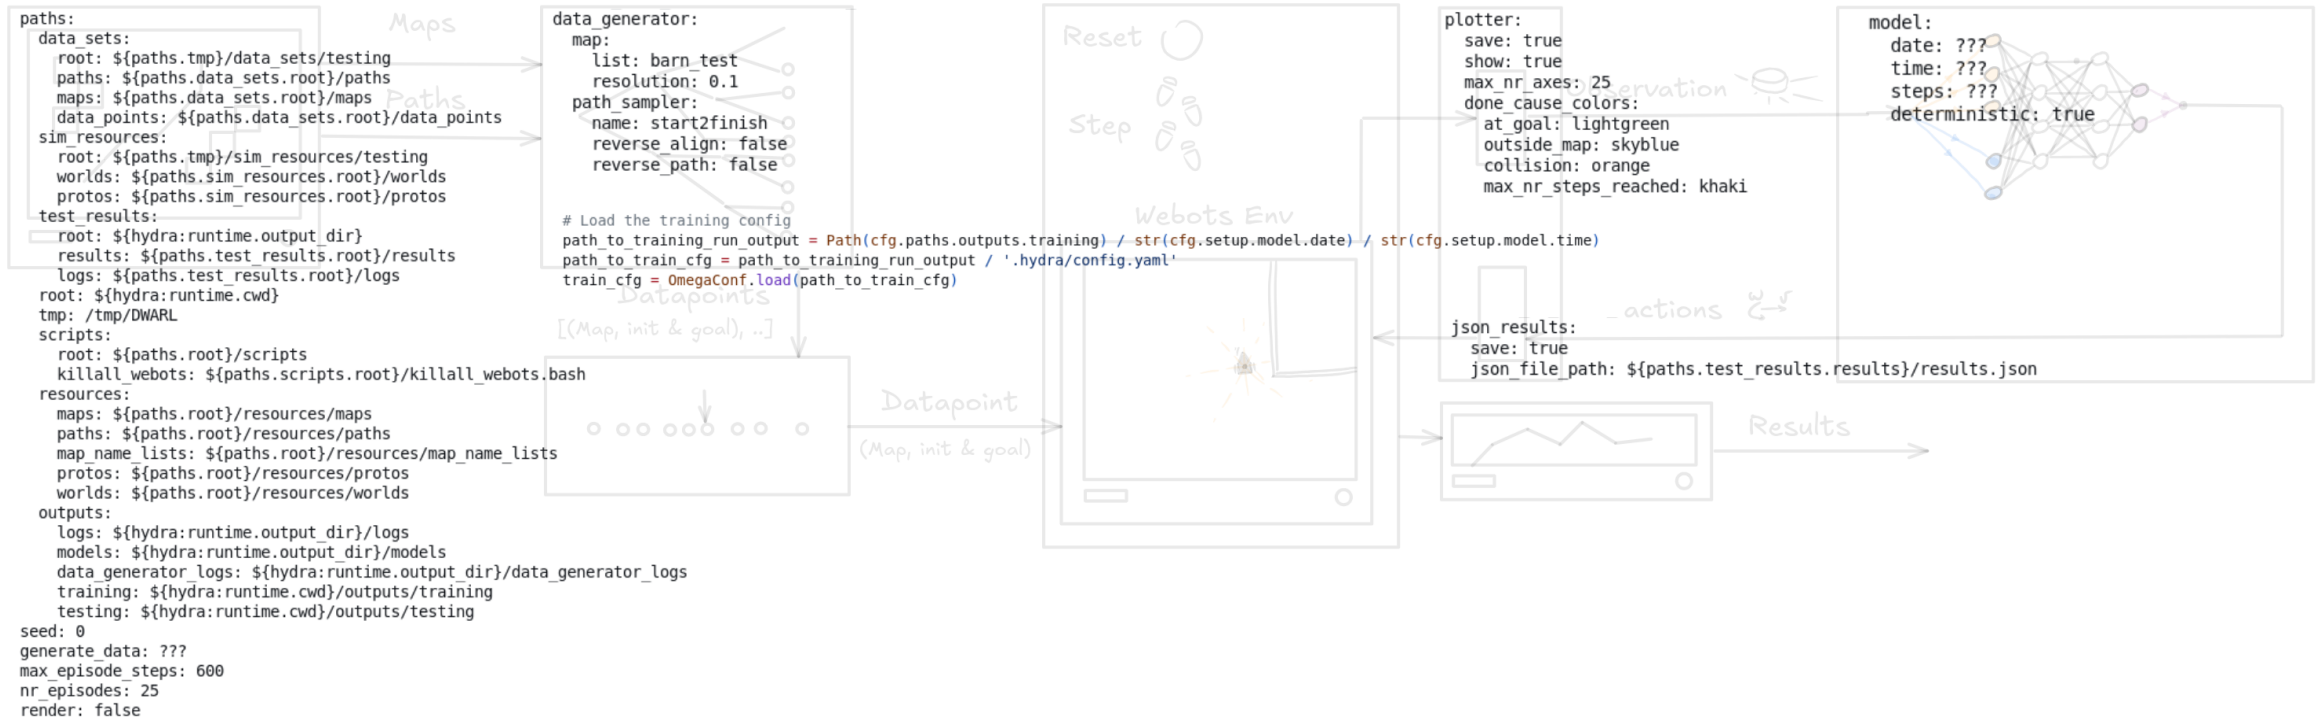 paths:
  data_sets:
    root: ${paths.tmp}/data_sets/testing
    paths: ${paths.data_sets.root}/paths
    maps: ${paths.data_sets.root}/maps
    data_points: ${paths.data_sets.root}/data_points
  sim_resources:
    root: ${paths.tmp}/sim_resources/testing
    worlds: ${paths.sim_resources.root}/worlds
    protos: ${paths.sim_resources.root}/protos
  test_results:
    root: ${hydra:runtime.output_dir}
    results: ${paths.test_results.root}/results
    logs: ${paths.test_results.root}/logs
  root: ${hydra:runtime.cwd}
  tmp: /tmp/DWARL
  scripts:
    root: ${paths.root}/scripts
    killall_webots: ${paths.scripts.root}/killall_webots.bash
  resources:
    maps: ${paths.root}/resources/maps
    paths: ${paths.root}/resources/paths
    map_name_lists: ${paths.root}/resources/map_name_lists
    protos: ${paths.root}/resources/protos
    worlds: ${paths.root}/resources/worlds
  outputs:
    logs: ${hydra:runtime.output_dir}/logs
    models: ${hydra:runtime.output_dir}/models
    data_generator_logs: ${hydra:runtime.output_dir}/data_generator_logs
    training: ${hydra:runtime.cwd}/outputs/training
    testing: ${hydra:runtime.cwd}/outputs/testing
seed: 0
generate_data: ???
max_episode_steps: 600
nr_episodes: 25
render: false
Maps
Paths
data_generator:
  map:
    list: barn_test
    resolution: 0.1
  path_sampler:
    name: start2finish
    reverse_align: false
    reverse_path: false
# Load the training config
path_to_training_run_output = Path(cfg.paths.outputs.training) / str(cfg.setup.model.date) / str(cfg.setup.model.time)
path_to_train_cfg = path_to_training_run_output / '.hydra/config.yaml'
train_cfg = OmegaConf.load(path_to_train_cfg)
Datapoints
[(Map, init & goal), ..]
Datapoint
(Map, init & goal)
Reset
Step
Webots Env
plotter:
  save: true
  show: true
  max_nr_axes: 25
  done_cause_colors:
    at_goal: lightgreen
    outside_map: skyblue
    collision: orange
    max_nr_steps_reached: khaki
Observation
actions
json_results:
  save: true
  json_file_path: ${paths.test_results.results}/results.json
Results
model:
  date: ???
  time: ???
  steps: ???
  deterministic: true